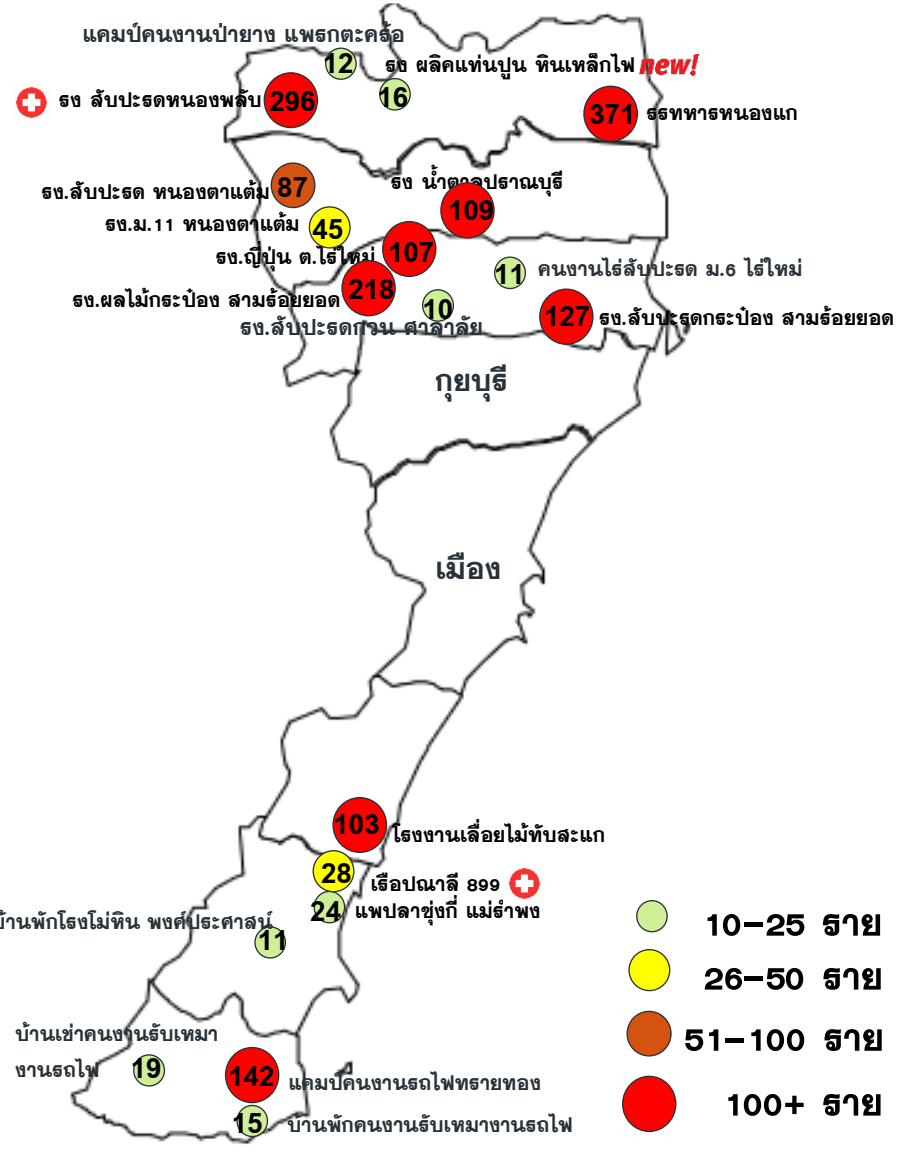 แคมป์คนงานป่ายาง แพรกตะคร้อ
12
รง ผลิตแท่นปูน หินเหล็กไฟ new!
16
รง สับปะรดหนองพลับ 296
371 รรทหารหนองแก
รง.สับปะรด หนองตาแต้ม 87
รง น้ำตาลปราณบุรี
109
รง.ม.11 หนองตาแต้ม 45
รง.ญี่ปุ่น ต.ไร่ใหม่ 107
11 คนงานไร่สับปะรด ม.6 ไร่ใหม่
รง.ผลไม้กระป๋อง สามร้อยยอด 218
10
127 รง.สับปะรดกระป๋อง สามร้อยยอด
รง.สับปะรดกวน ศาลาลัย
กุยบุรี
เมือง
103 โรงงานเลื่อยไม้ทับสะแก
28 เรือปณาลี 899
24 แพปลาซุ่งกี่ แม่รำพึง
บ้านพักโรงโม่หิน พงศ์ประศาสน์
11
10-25 ราย
26-50 ราย
51-100 ราย
100+ ราย
บ้านเช่าคนงานรับเหมา
งานรถไฟ 19
142 แคมป์คนงานรถไฟทรายทอง
15 บ้านพักคนงานรับเหมางานรถไฟ